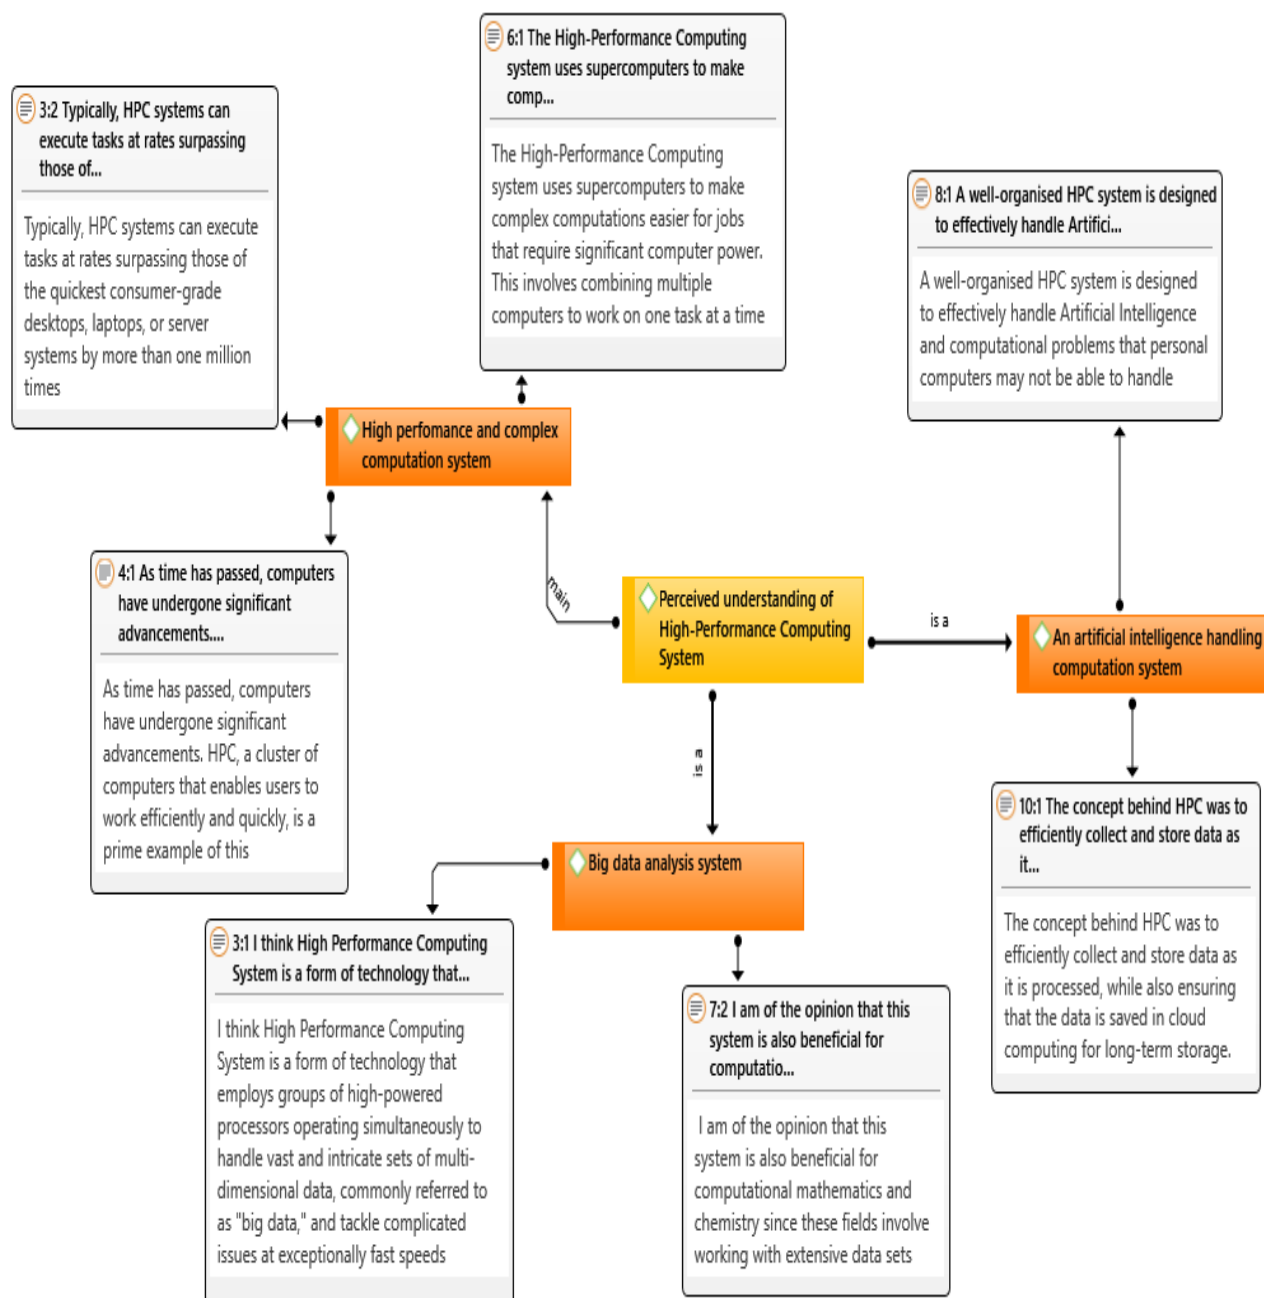 6:1 The High-Performance Computing
system uses supercomputers to make
comp...
The High-Performance Computing
system uses supercomputers to make
complex computations easier for jobs
that require significant computer power.
This involves combining multiple
computers to work on one task at a time
3:2 Typically, HPC systems can
execute tasks at rates surpassing
those of...
Typically, HPC systems can execute
tasks at rates surpassing those of
the quickest consumer-grade
desktops, laptops, or server
systems by more than one million
times
8:1 A well-organised HPC system is designed
to effectively handle Artifici...
A well-organised HPC system is designed
to effectively handle Artificial Intelligence
and computational problems that personal
computers may not be able to handle
High perfomance and complex
computation system
4:1 As time has passed, computers
have undergone significant
advancements....
As time has passed, computers
have undergone significant
advancements. HPC, a cluster of
computers that enables users to
work efficiently and quickly, is a
prime example of this
main
Perceived understanding of
High-Performance Computing
System
is a
An artificial intelligence handling
computation system
is a
10:1 The concept behind HPC was to
efficiently collect and store data as
it...
The concept behind HPC was to
efficiently collect and store data as
it is processed, while also ensuring
that the data is saved in cloud
computing for long-term storage.
Big data analysis system
3:1 I think High Performance Computing
System is a form of technology that...
I think High Performance Computing
System is a form of technology that
employs groups of high-powered
processors operating simultaneously to
handle vast and intricate sets of multi-
dimensional data, commonly referred to
as "big data," and tackle complicated
issues at exceptionally fast speeds
7:2 I am of the opinion that this
system is also beneficial for
computatio...
I am of the opinion that this
system is also beneficial for
computational mathematics and
chemistry since these fields involve
working with extensive data sets